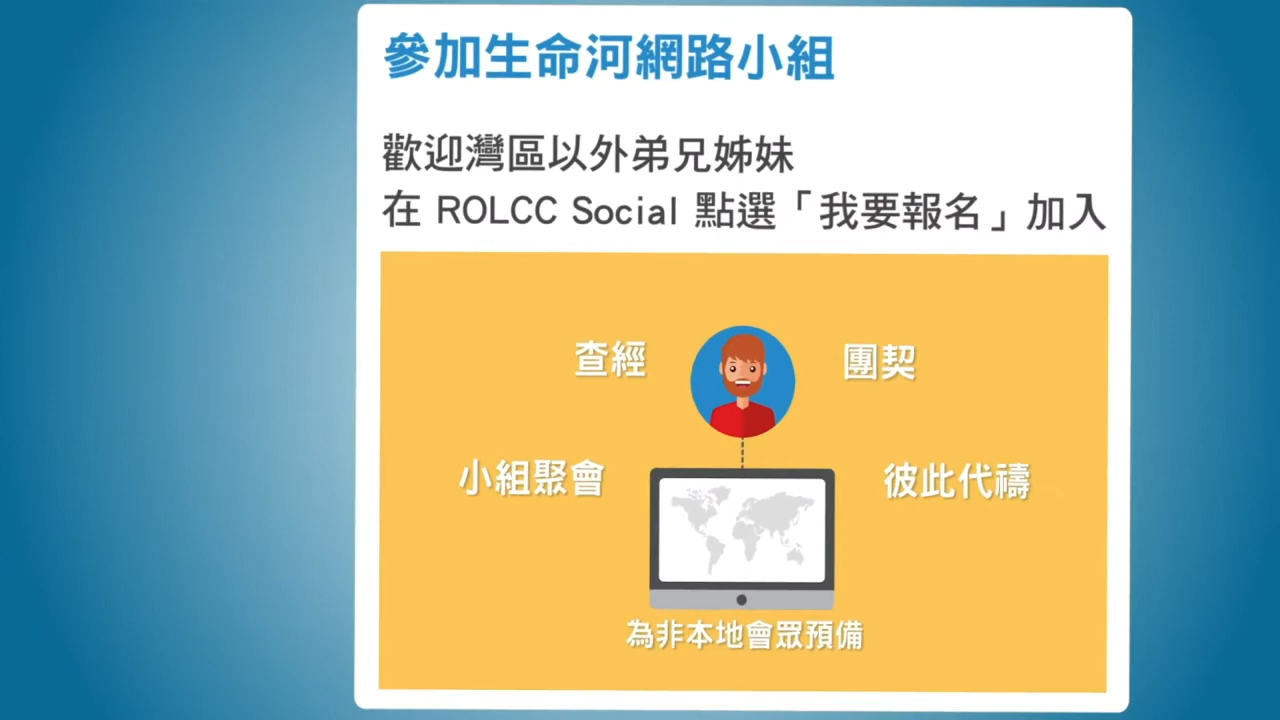 參加生命河網路小組
歡迎灣區以外弟兄姊妹
在 ROLCC Social 點選「我要報名」加入
查經
團契
小組聚會
彼此代禱
為非本地會眾預備